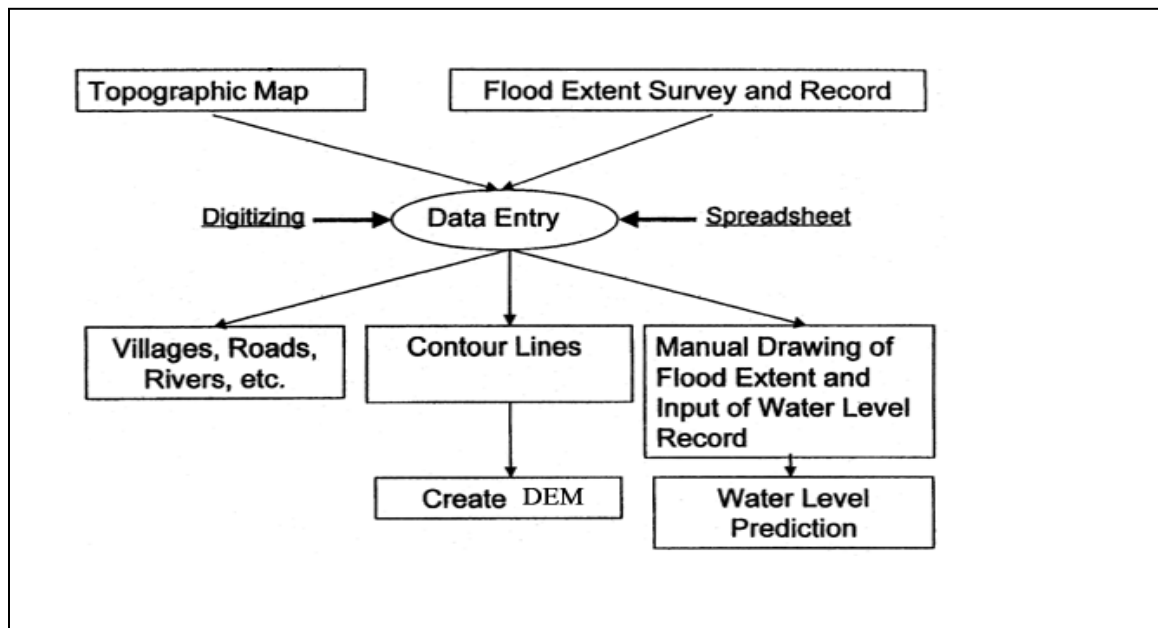 Topographic Map
Flood Extent Survey and Record
Digitizing
Data Entry
Spreadsheet
Villages, Roads,
Rivers, etc.
Contour Lines
Manual Drawing of
Flood Extent and
Input of Water Level
Record
Create DEM
Water Level
Prediction